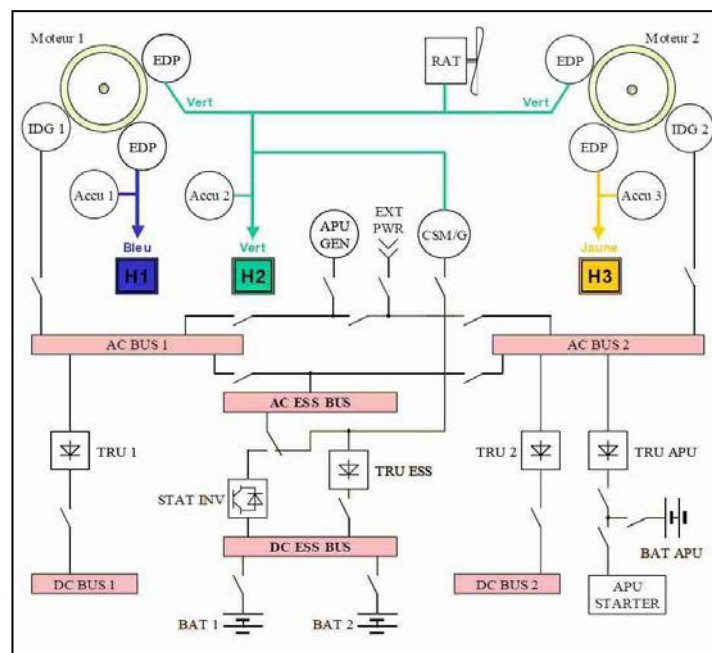 Moteur 1
EDP
RAT
EDP
Moteur 2
Vert
Vert
IDG 1
IDG 2
EDP
EDP
Accu 1
Accu 2
Accu 3
APU
GEN
EXT
PWR
CSM/G
Bleu
Vert
Jaune
H1
H2
H3
AC BUS 1
AC BUS 2
AC ESS BUS
TRU 1
TRU ESS
TRU 2
TRU APU
STAT INV
DC ESS BUS
BAT APU
DC BUS 1
DC BUS 2
APU
STARTER
BAT 1
BAT 2